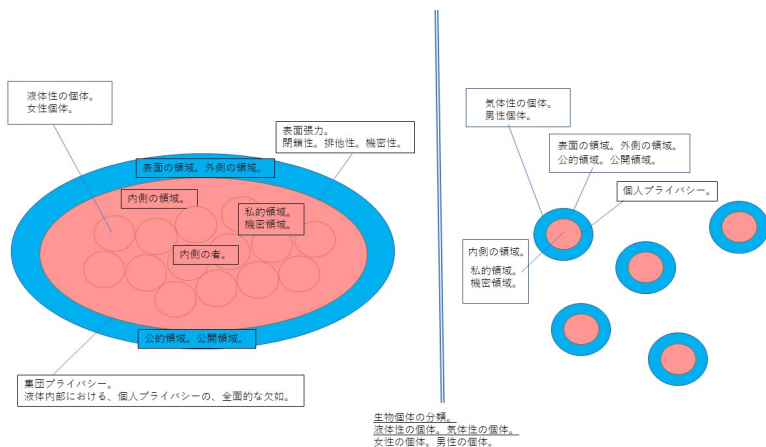 液体性の個体。
女性個体。
表面張力。
閉鎖性。排他性。機密性。
表面の領域。外側の領域。
内側の領域。
私的領域。
機密領域。
内側の者。
公的領域。公開領域。
集団プライバシー。
液体内部における、個人プライバシーの、全面的な欠如。
気体性の個体。
男性個体。
表面の領域。外側の領域。
公的領域。公開領域。
個人プライバシー。
内側の領域。
私的領域。
機密領域。
生物個体の分類。
液体性の個体。気体性の個体。
女性の個体。男性の個体。